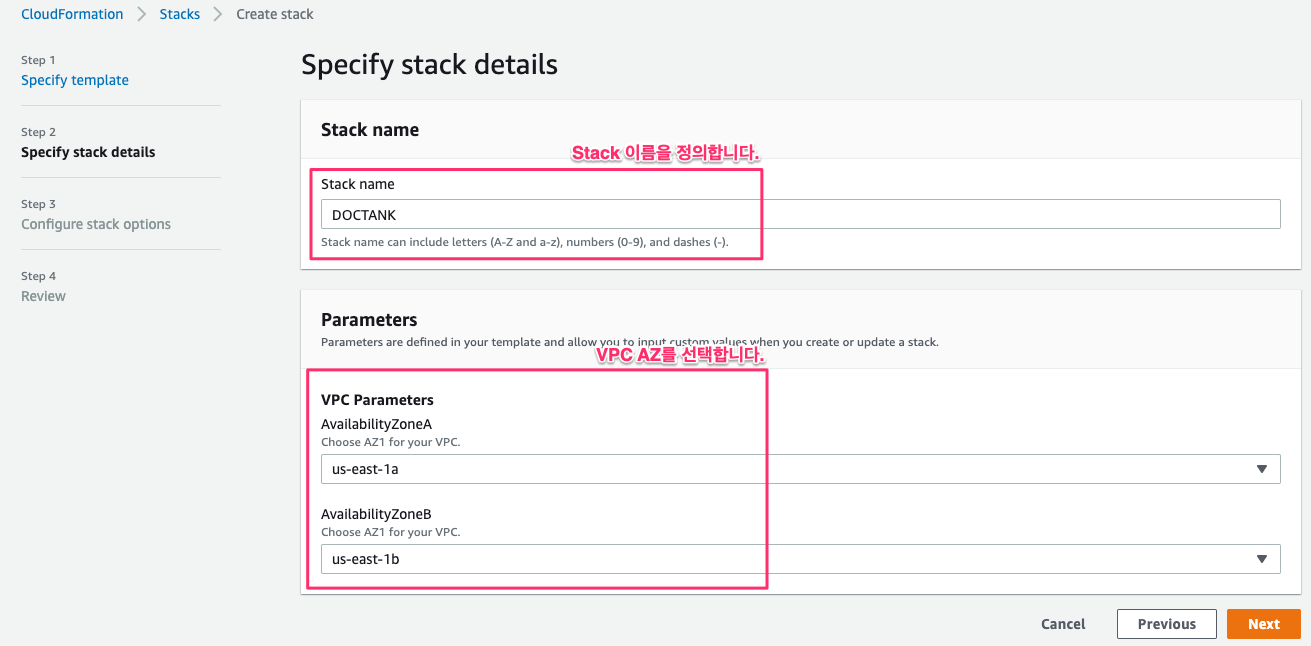 CloudFormation > Stacks > Create stack
Step 1
Specify template
Step 2
Specify stack details
Step 3
Configure stack options
Step 4
Review
Specify stack details
Stack name
Stack 이름을 정의합니다.
Stack name
DOCTANK
Stack name can include letters (A-Z and a-z), numbers (0-9), and dashes (-).
Parameters
Parameters are defined in your template and allow you to input custom values when you create or update a stack.
VPC AZ를 선택합니다.
VPC Parameters
AvailabilityZoneA
Choose AZ1 for your VPC.
us-east-1a
AvailabilityZoneB
Choose AZ1 for your VPC.
us-east-1b
Cancel
Previous
Next